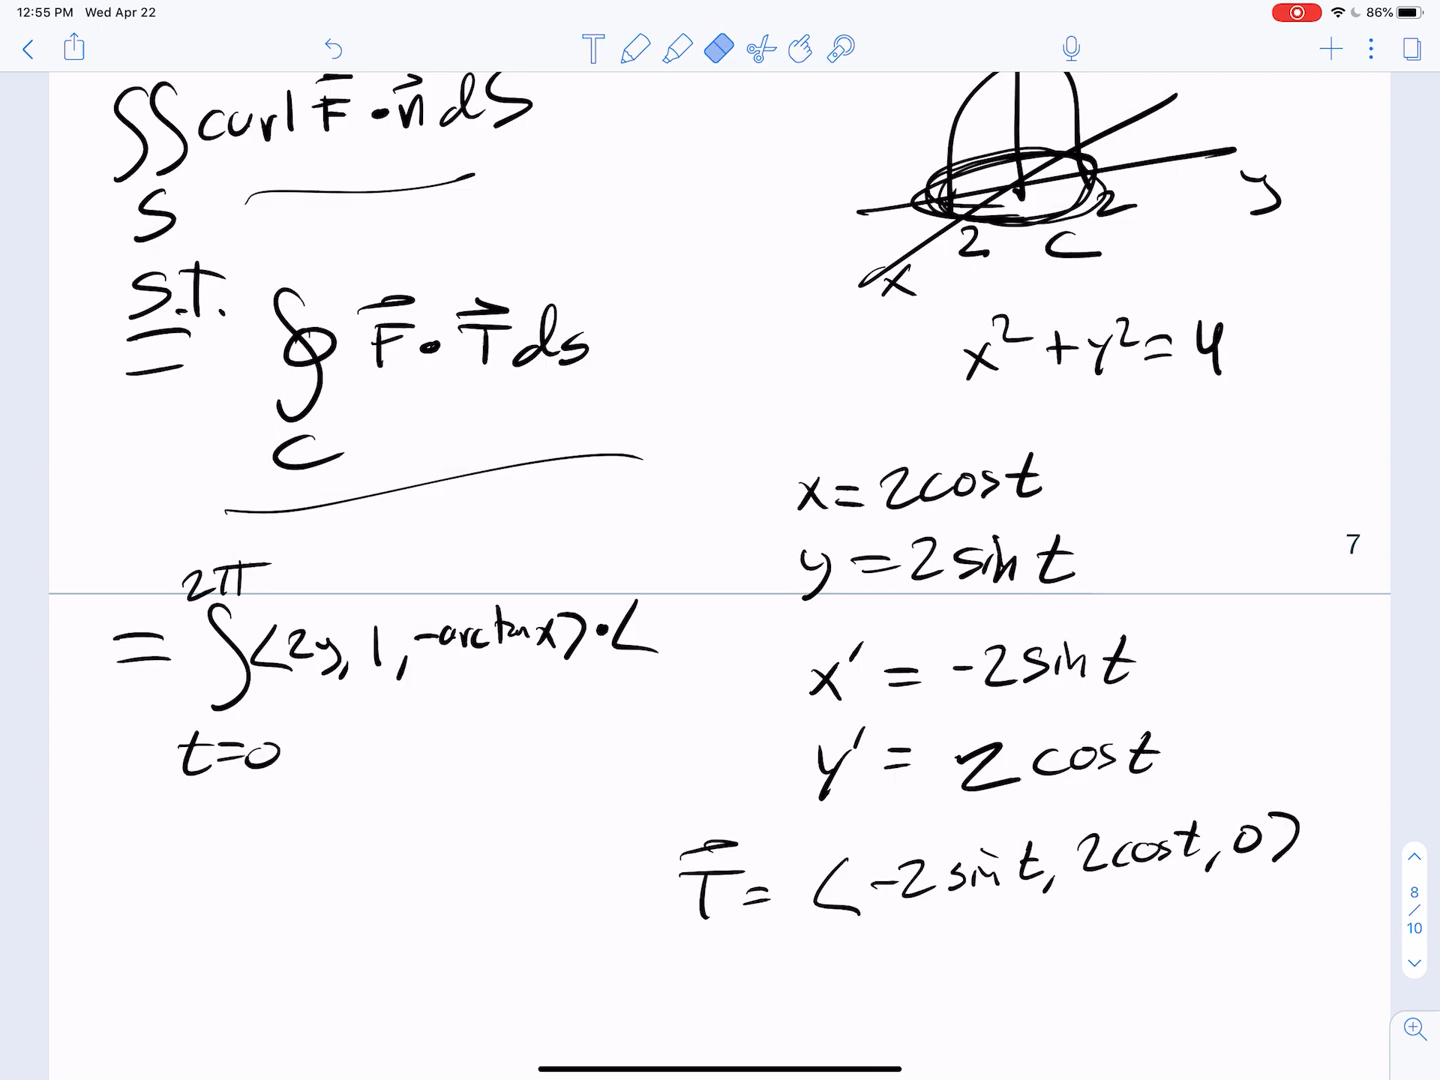 12:55 PM Wed Apr 22
86%
∬ curl F⃗ • n⃗ dS
S
S.T.
= ∮ F⃗ • T⃗ ds
C
y
2
2 C
x
x² + y² = 4
x = 2cost
y = 2sin t
7
2π
= ∫⟨2y, 1, -arctan x⟩ • ⟨
t=0
x' = -2sin t
y' = 2cost
T⃗ = ⟨-2sin t, 2cost, 0⟩
8
/
10